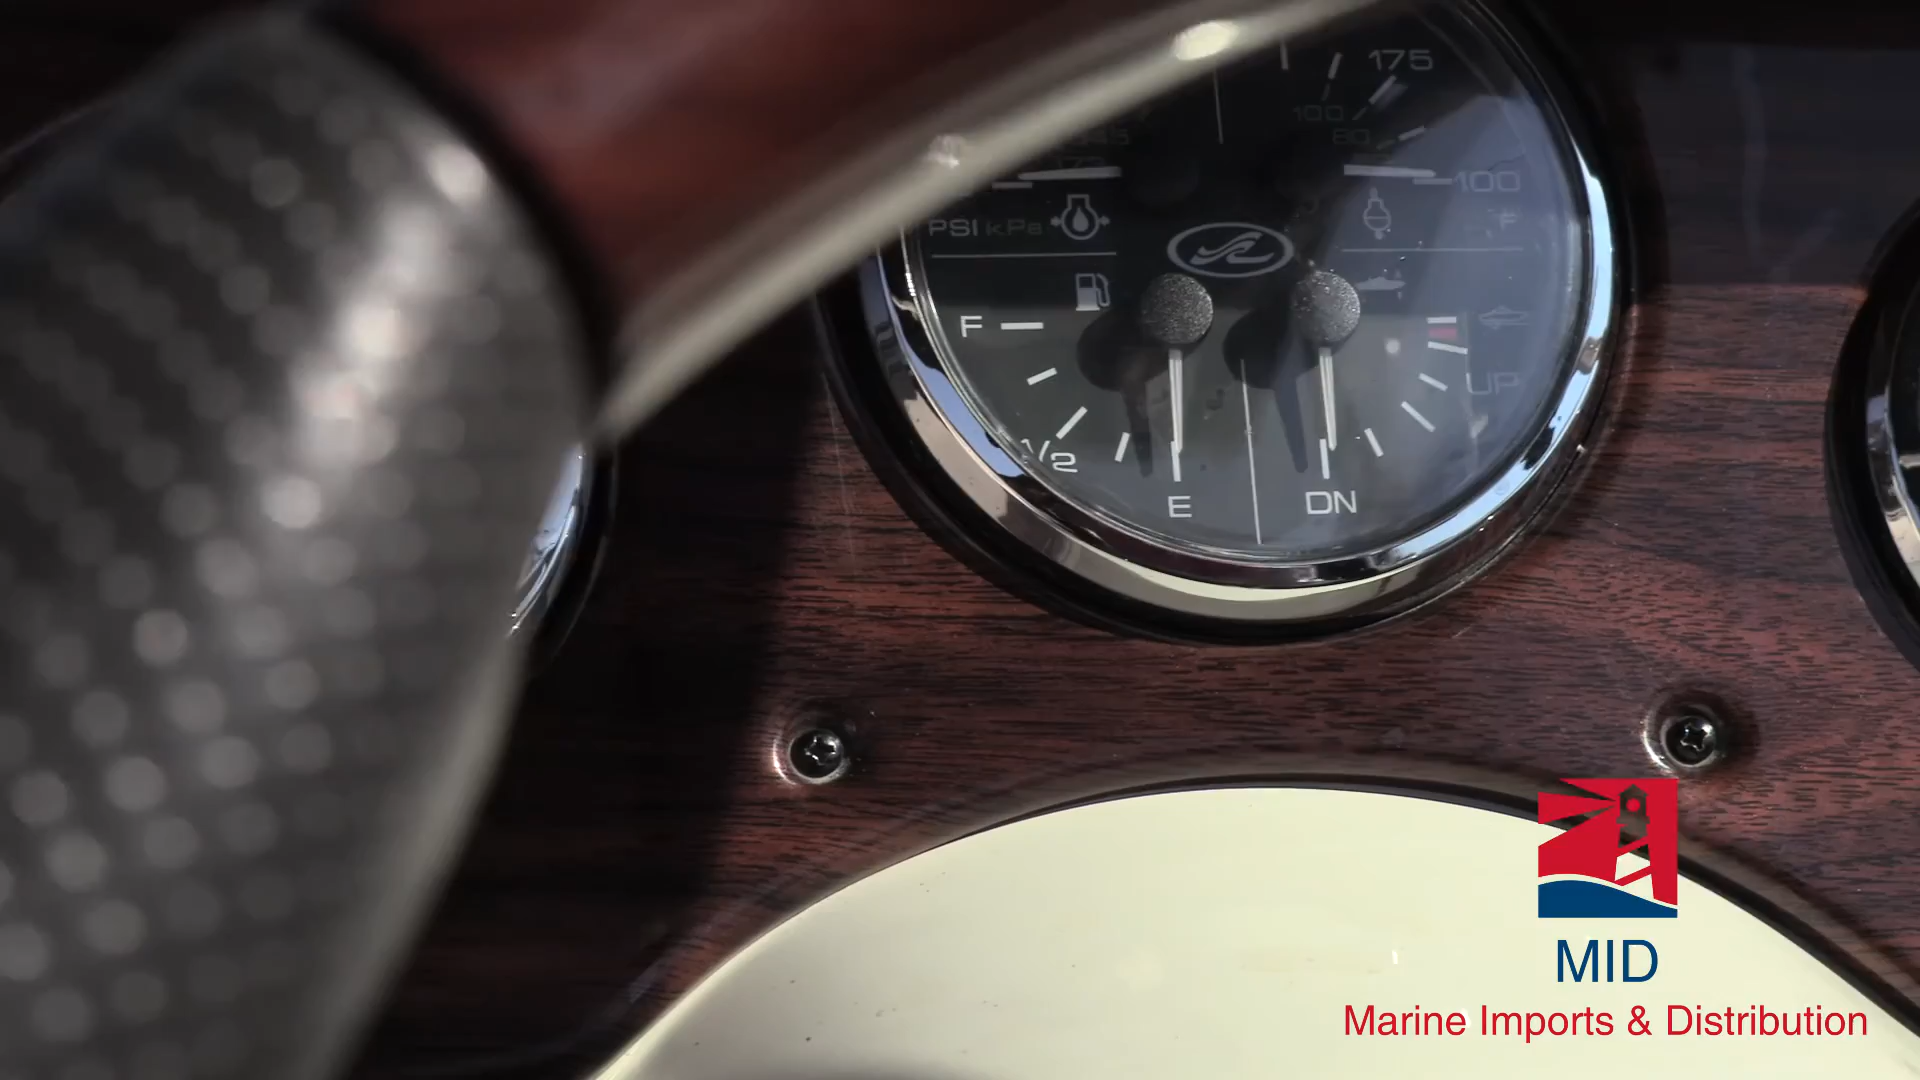 175
100
80
100
PSI kPa
F
UP
1/2
E
DN
MID
Marine Imports & Distribution